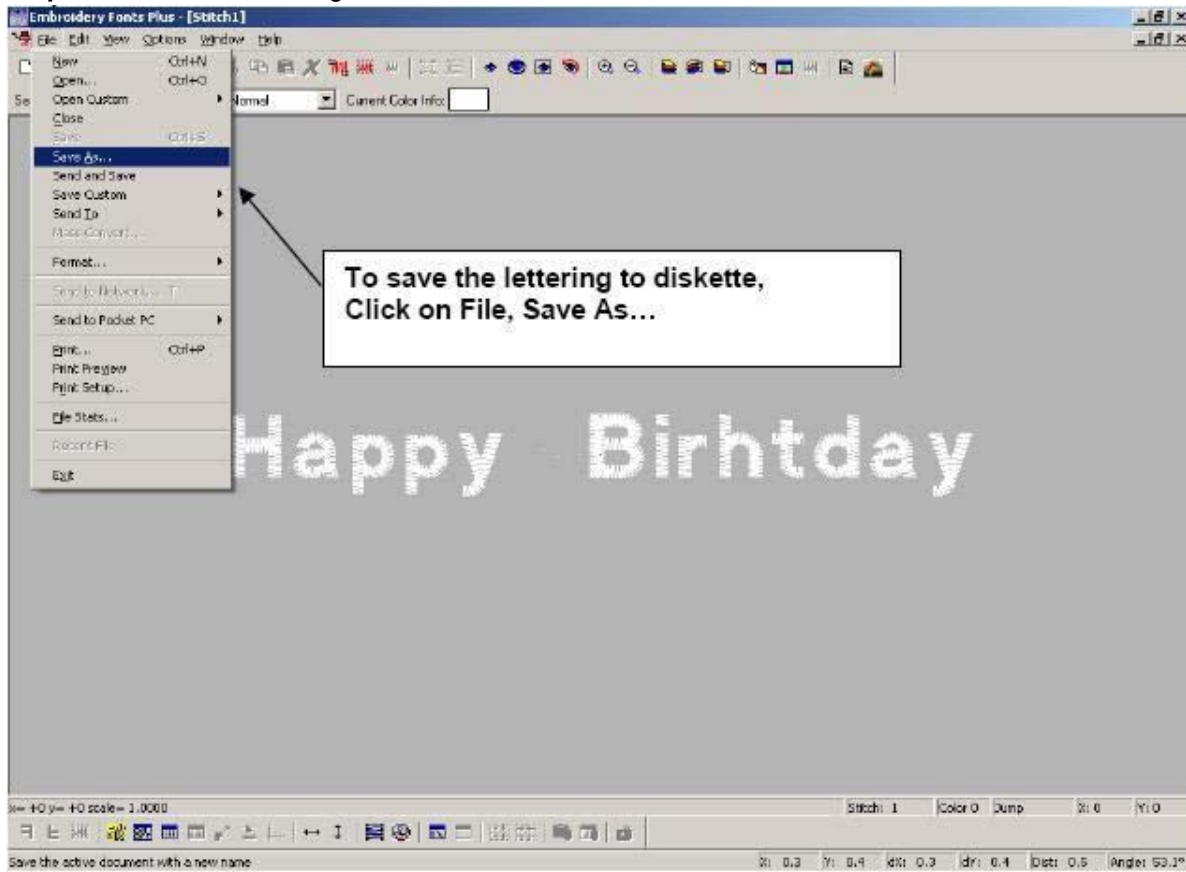 Embroidery Fonts Plus - [Stitch1]
File Edit View Options Window Help
New Ctrl+N
Open... Ctrl+O
Open Custom
Se Normal Current Color Info:
Close
Save Ctrl+S
Save As...
Send and Save
Save Custom
Send To
Mass Convert...
Format...
Send to Network...
Send to Pocket PC
Print... Ctrl+P
Print Preview
Print Setup...
File Stats...
Recent File
Exit
To save the lettering to diskette,
Click on File, Save As...
Happy Birhtday
x= +0 y= +0 scale= 1.0000 Stitch: 1 Color 0 Jump X: 0 Y: 0
Save the active document with a new name X: 0.3 Y: 0.4 dX: 0.3 dY: 0.4 Dist: 0.5 Angle: 53.1°